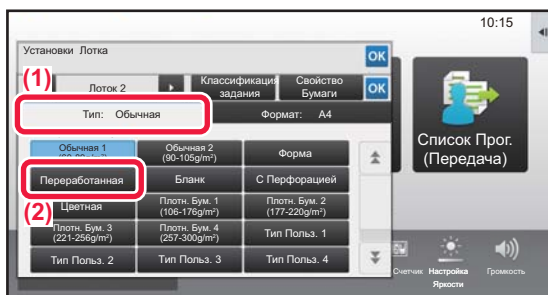 10:15
Установки Лотка
OK
(1)
Лоток 2
Классификация
задания
Свойство
Бумаги
OK
Тип: Обычная
Формат: A4
Обычная 1
Обычная 2
(90-105g/m²)
Форма
Переработанная
Бланк
С Перфорацией
(2)
Цветная
Плотн. Бум. 1
(106-176g/m²)
Плотн. Бум. 2
(177-220g/m²)
Плотн. Бум. 3
(221-256g/m²)
Плотн. Бум. 4
(257-300g/m²)
Тип Польз. 1
Тип Польз. 2
Тип Польз. 3
Тип Польз. 4
Список Прог.
(Передача)
Счетчик
Настройка
Яркости
Громкость